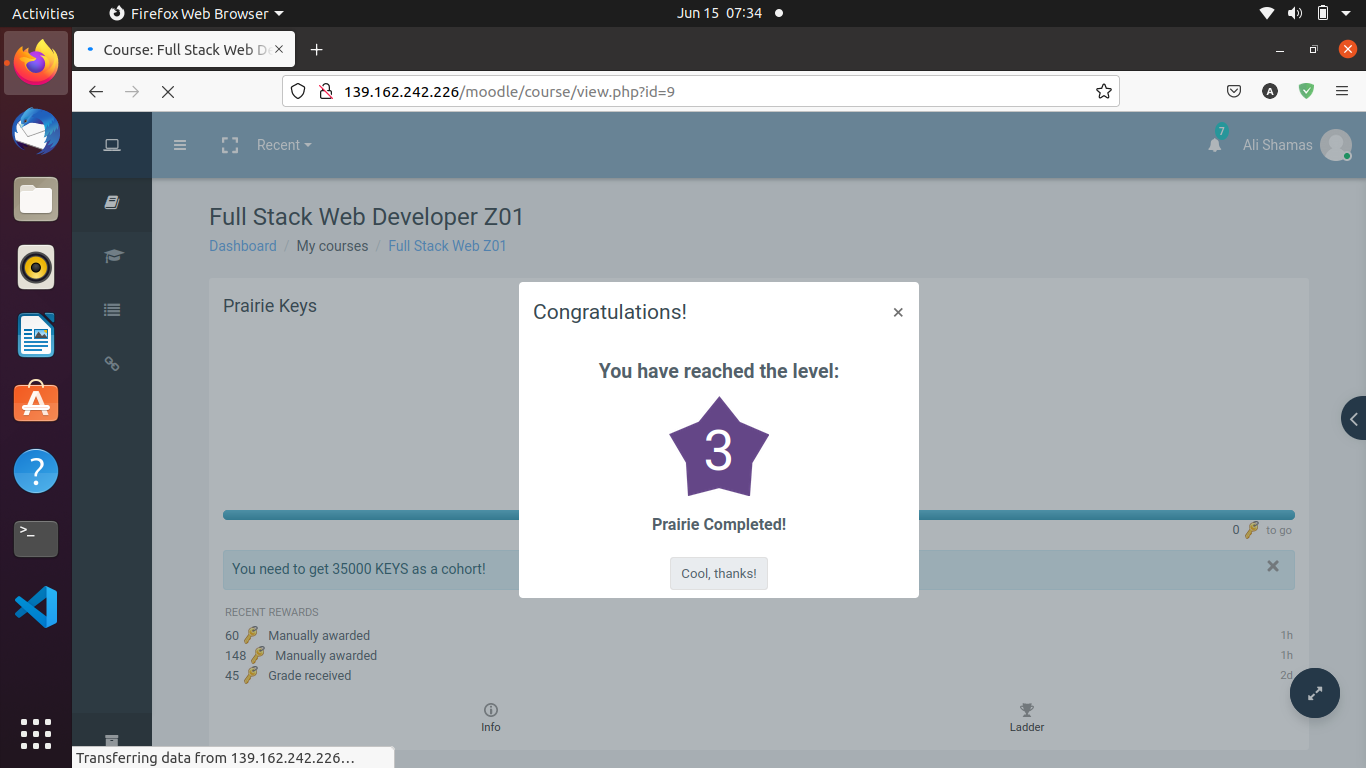 Activities Firefox Web Browser Jun 15 07:34
Course: Full Stack Web De
139.162.242.226/moodle/course/view.php?id=9
A
Recent 7 Ali Shamas
Full Stack Web Developer Z01
Dashboard / My courses / Full Stack Web Z01
Prairie Keys
Congratulations! ×
You have reached the level:
3
Prairie Completed!
Cool, thanks!
0 to go
You need to get 35000 KEYS as a cohort!
RECENT REWARDS
60 Manually awarded 1h
148 Manually awarded 1h
45 Grade received 2d
Info Ladder
Transferring data from 139.162.242.226…